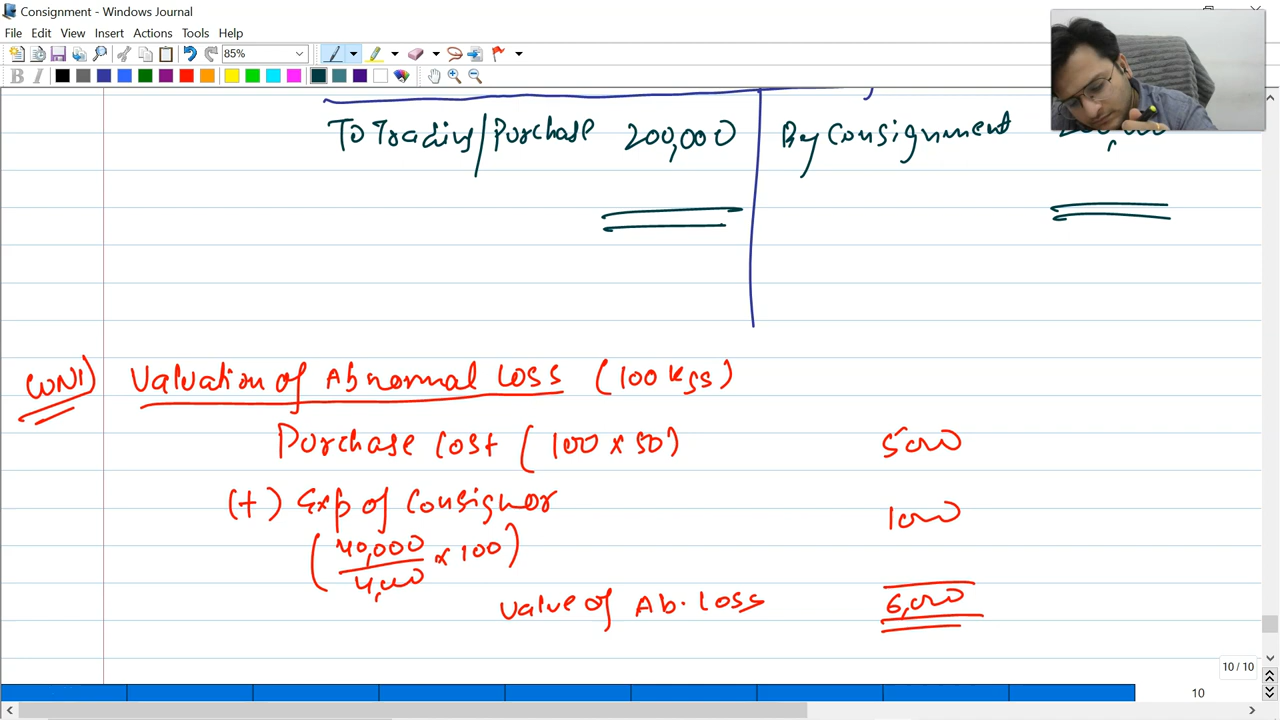 Consignment - Windows Journal
File Edit View Insert Actions Tools Help
85%
B I
To Trading/Purchase 200,000 By Consignment
WN1) Valuation of Abnormal Loss (100 kgs)
Purchase Cost (100 x 50) 5000
(+) Exp of Consignor 1000
(40,000/4,000 x 100)
Value of Ab. Loss 6,000
10 / 10
10